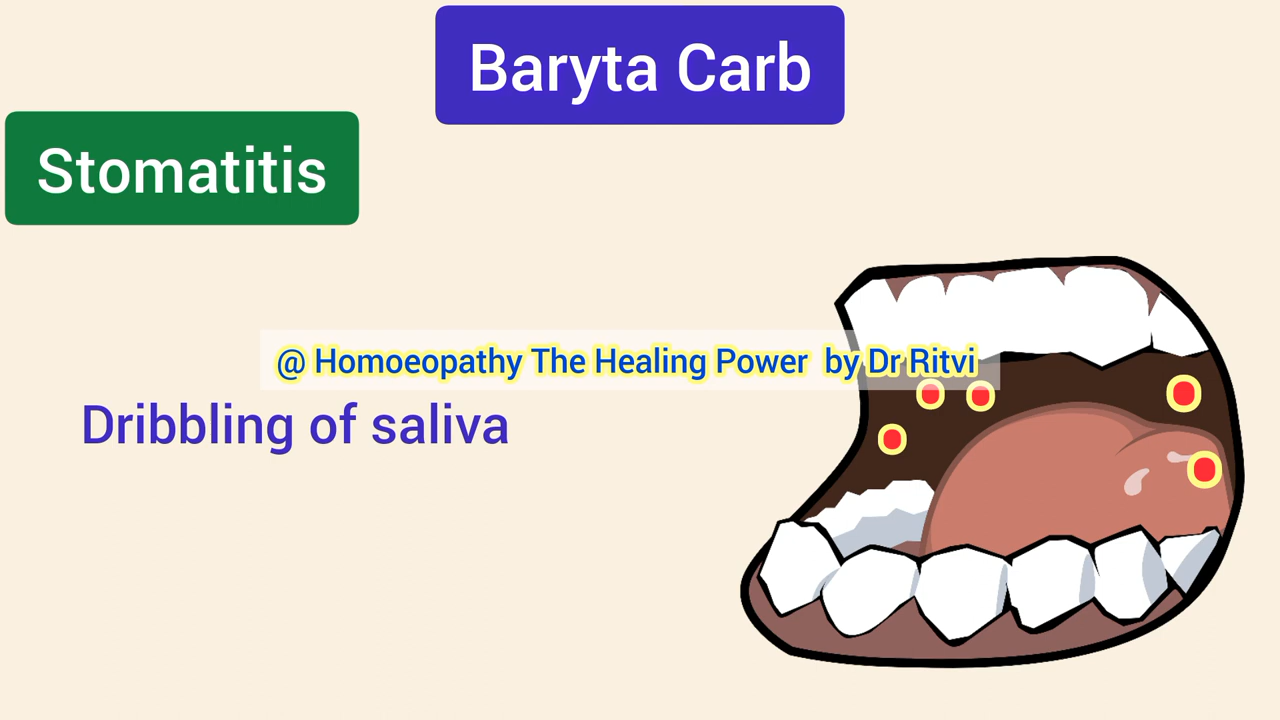 Baryta Carb
Stomatitis
@ Homoeopathy The Healing Power by Dr Ritvi
Dribbling of saliva